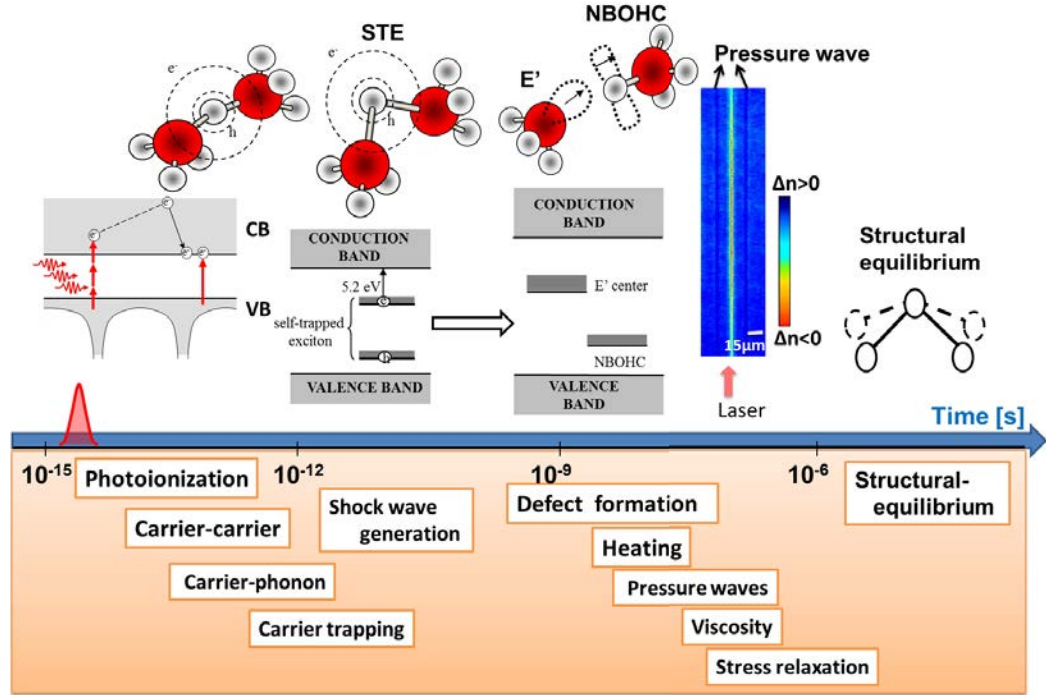 STE
NBOHC
Pressure wave
e-
h
e-
h
E'
CB
VB
e-
e-
e-
e-
CONDUCTION
BAND
5.2 eV
e
self-trapped
exciton
h
VALENCE BAND
CONDUCTION
BAND
E' center
NBOHC
VALENCE
BAND
15µm
Laser
Δn>0
Δn<0
Structural
equilibrium
Time [s]
10-15
10-12
10-9
10-6
Photoionization
Carrier-carrier
Carrier-phonon
Carrier trapping
Shock wave
generation
Defect formation
Heating
Pressure waves
Viscosity
Stress relaxation
Structural-
equilibrium